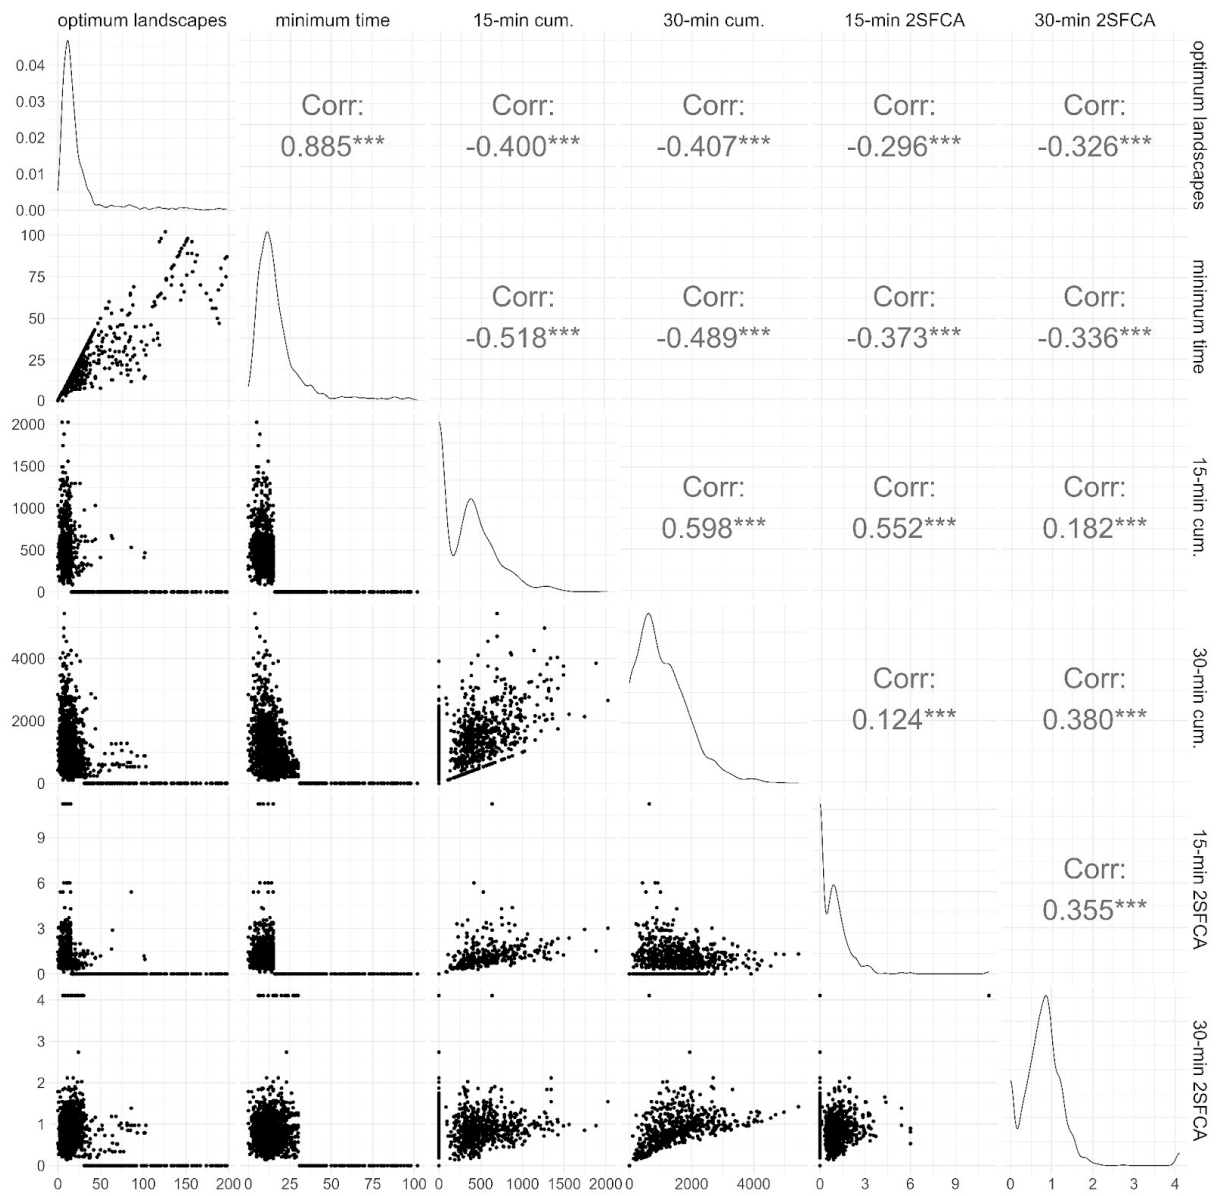 optimum landscapes minimum time 15-min cum. 30-min cum. 15-min 2SFCA 30-min 2SFCA
0.04
0.03
0.02
0.01
0.00
Corr:
0.885***
Corr:
-0.400***
Corr:
-0.407***
Corr:
-0.296***
Corr:
-0.326***
optimum landscapes
100
75
50
25
0
Corr:
-0.518***
Corr:
-0.489***
Corr:
-0.373***
Corr:
-0.336***
minimum time
2000
1500
1000
500
0
Corr:
0.598***
Corr:
0.552***
Corr:
0.182***
15-min cum.
4000
2000
0
Corr:
0.124***
Corr:
0.380***
30-min cum.
9
6
3
0
Corr:
0.355***
15-min 2SFCA
4
3
2
1
0
30-min 2SFCA
0 50 100 150 200 0 25 50 75 100 0 500 1000 1500 2000 0 2000 4000 0 3 6 9 0 1 2 3 4